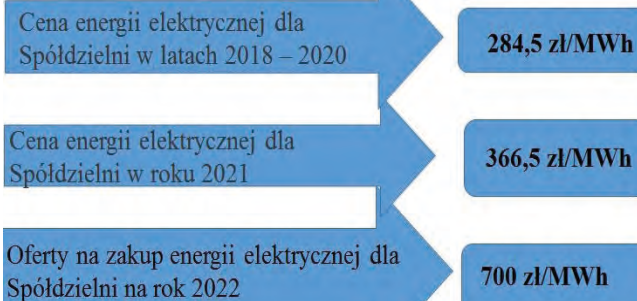 Cena energii elektrycznej dla
Spółdzielni w latach 2018 – 2020
284,5 zł/MWh
Cena energii elektrycznej dla
Spółdzielni w roku 2021
366,5 zł/MWh
Oferty na zakup energii elektrycznej dla
Spółdzielni na rok 2022
700 zł/MWh